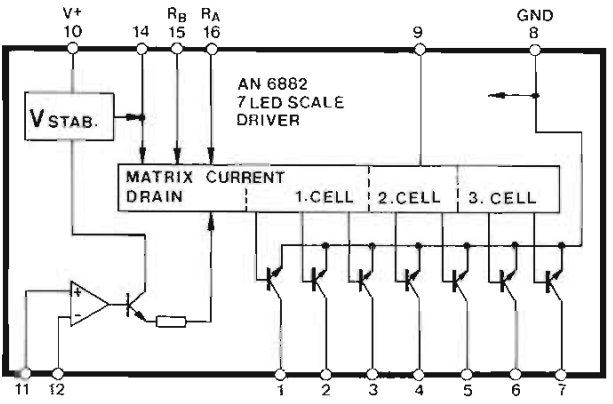 V+ RB RA GND
10 14 15 16 9 8
AN 6882
7 LED SCALE
DRIVER
VSTAB.
MATRIX CURRENT
DRAIN 1.CELL 2.CELL 3. CELL
+
-
11 12 1 2 3 4 5 6 7